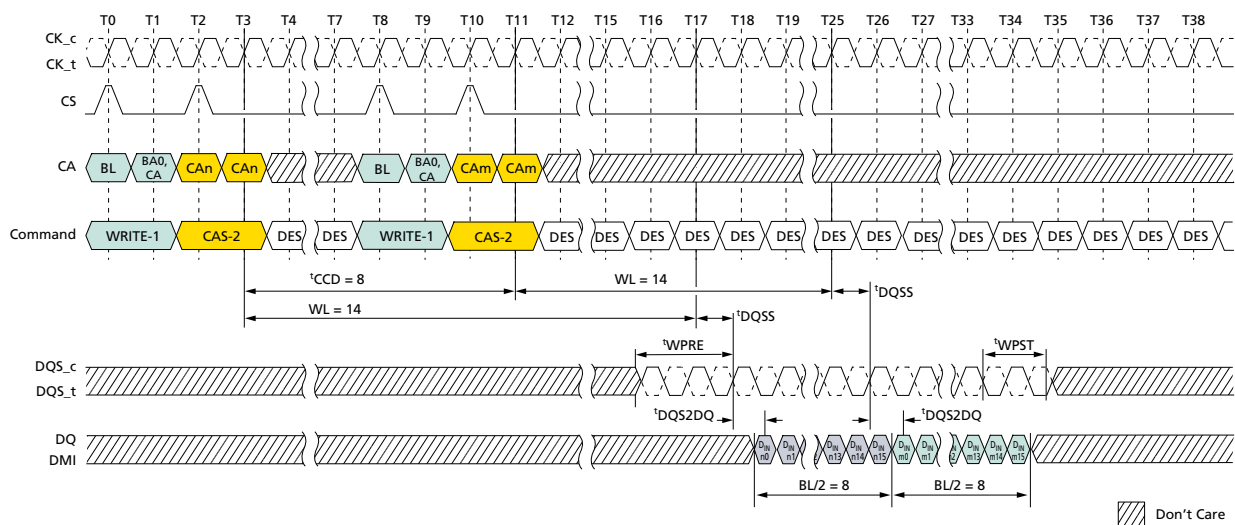 T0 T1 T2 T3 T4 T7 T8 T9 T10 T11 T12 T15 T16 T17 T18 T19 T25 T26 T27 T33 T34 T35 T36 T37 T38
CK_c
CK_t
CS
CA BL BA0, CA CAn CAn BL BA0, CA CAm CAm
Command WRITE-1 CAS-2 DES DES WRITE-1 CAS-2 DES DES DES DES DES DES DES DES DES DES DES DES DES DES DES
tCCD = 8 WL = 14 tDQSS
WL = 14 tDQSS
tWPRE tWPST
DQS_c
DQS_t
tDQS2DQ tDQS2DQ
DQ
DMI
DIN n0 DIN n1 DIN n13 DIN n14 DIN n15 DIN m0 DIN m1 DIN m13 DIN m14 DIN m15
BL/2 = 8 BL/2 = 8
Don't Care